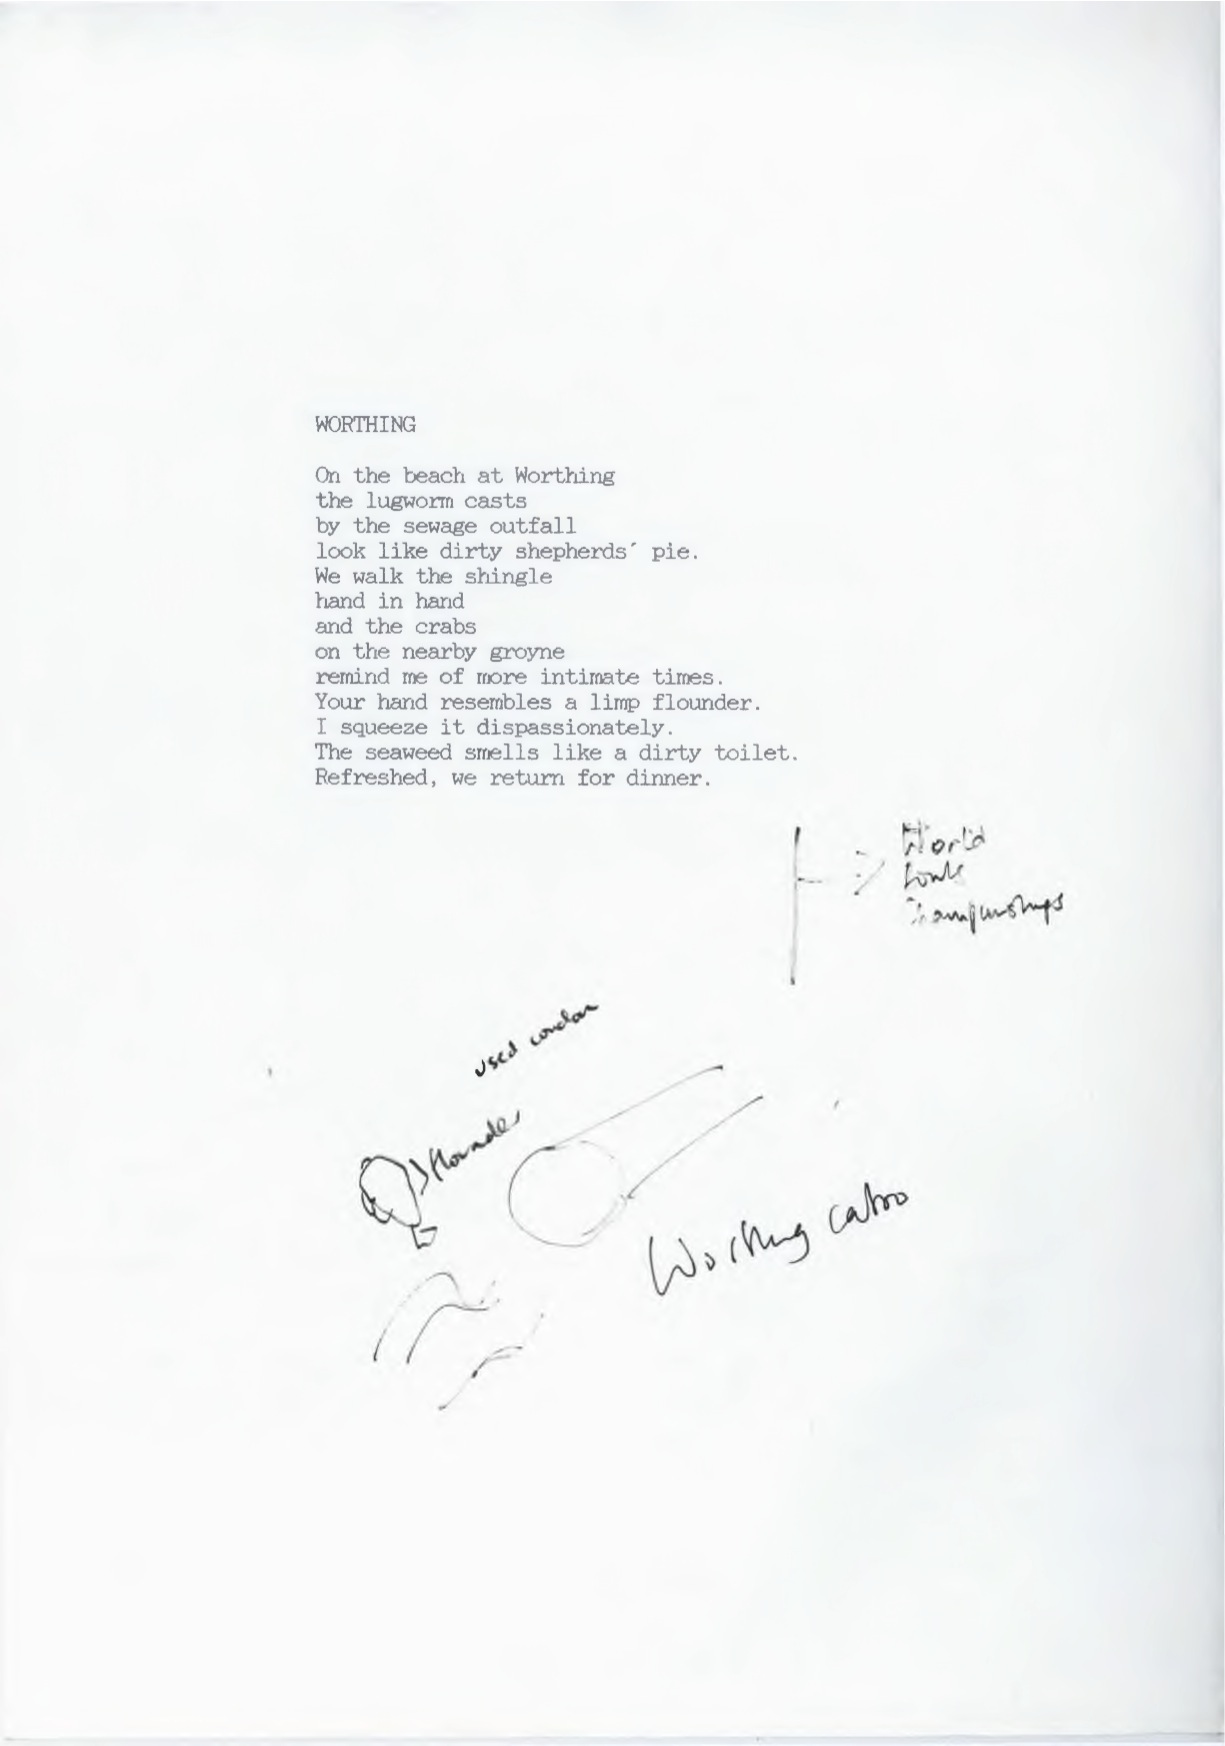 WORTHING
On the beach at Worthing
the lugworm casts
by the sewage outfall
look like dirty shepherds´ pie.
We walk the shingle
hand in hand
and the crabs
on the nearby groyne
remind me of more intimate times.
Your hand resembles a limp flounder.
I squeeze it dispassionately.
The seaweed smells like a dirty toilet.
Refreshed, we return for dinner.
World
Bowls
Championships
used condom
flounder
Worthing